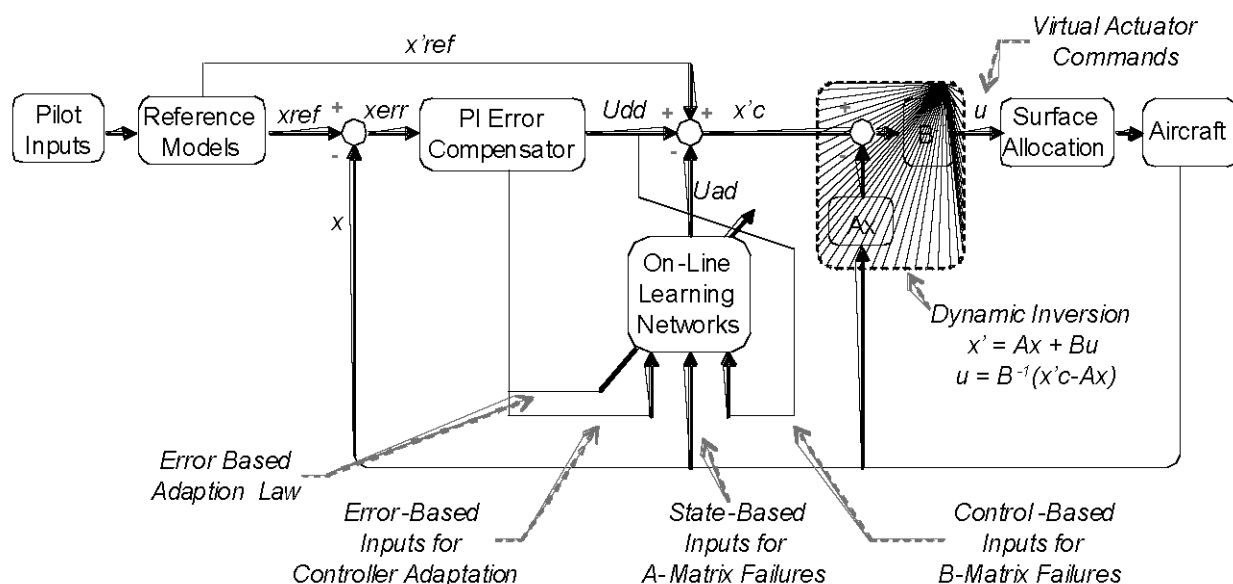 Virtual Actuator
Commands
x'ref
Pilot
Inputs
Reference
Models
xref
+
-
xerr
PI Error
Compensator
Udd
+
+
-
x'c
+
-
B
u
Surface
Allocation
Aircraft
x
Uad
Ax
On-Line
Learning
Networks
Dynamic Inversion
x' = Ax + Bu
u = B⁻¹(x'c-Ax)
Error Based
Adaption Law
Error-Based
Inputs for
Controller Adaptation
State-Based
Inputs for
A-Matrix Failures
Control-Based
Inputs for
B-Matrix Failures